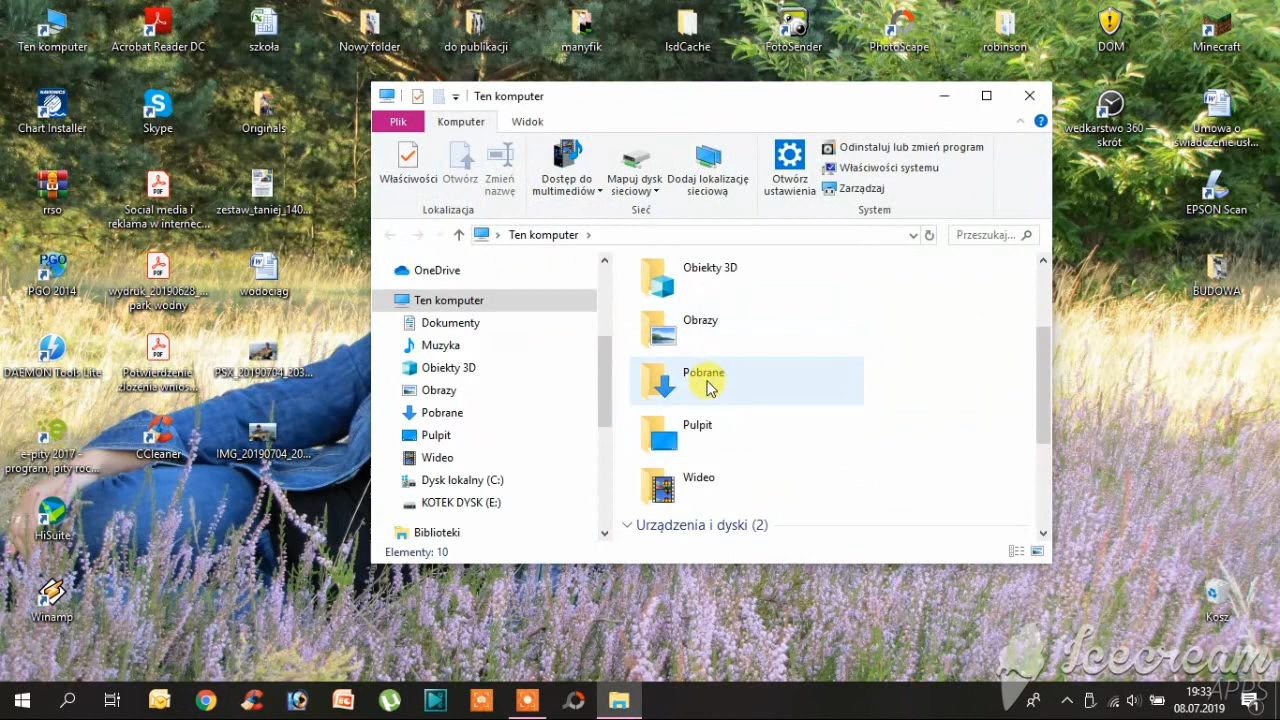 Ten komputer
Acrobat Reader DC
szkoła
Nowy folder
do publikacji
manyfik
lsdCache
FotoSender
PhotoScape
robinson
DOM
Minecraft
Chart Installer
Skype
Originals
wedkarstwo 360 —
skrót
Umowa o
świadczenie usł...
rrso
Social media i
reklama w internec...
zestaw_taniej_140...
EPSON Scan
PGO 2014
wydruk_20190628_...
park wodny
wodociąg
BUDOWA
DAEMON Tools Lite
Potwierdzenie
zlozenia wnios...
PSX_20190704_203...
e-pity 2017 -
program, pity roc...
CCleaner
IMG_20190704_20...
HiSuite
Winamp
Kosz
Ten komputer
Plik
Komputer
Widok
Właściwości
Otwórz
Zmień
nazwę
Lokalizacja
Dostęp do
multimediów
Mapuj dysk
sieciowy
Dodaj lokalizację
sieciową
Sieć
Otwórz
ustawienia
Odinstaluj lub zmień program
Właściwości systemu
Zarządzaj
System
Ten komputer
Przeszukaj...
OneDrive
Ten komputer
Dokumenty
Muzyka
Obiekty 3D
Obrazy
Pobrane
Pulpit
Wideo
Dysk lokalny (C:)
KOTEK DYSK (E:)
Biblioteki
Obiekty 3D
Obrazy
Pobrane
Pulpit
Wideo
Urządzenia i dyski (2)
Elementy: 10
Icecream
APPS
19:33
08.07.2019
1